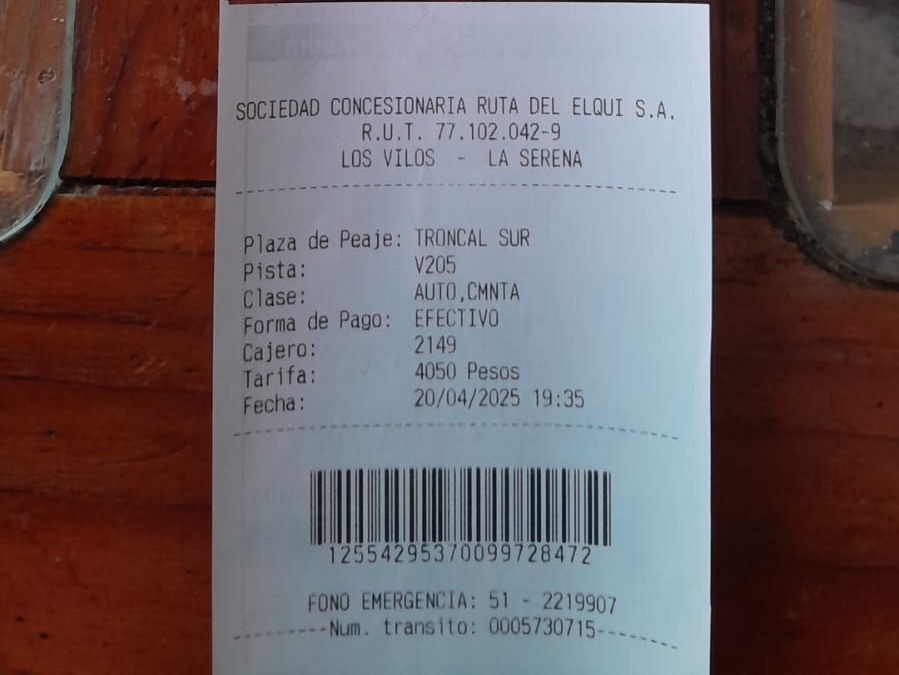 SOCIEDAD CONCESIONARIA RUTA DEL ELQUI S.A.
R.U.T. 77.102.042-9
LOS VILOS - LA SERENA
Plaza de Peaje: TRONCAL SUR
Pista: V205
Clase: AUTO,CMNTA
Forma de Pago: EFECTIVO
Cajero: 2149
Tarifa: 4050 Pesos
Fecha: 20/04/2025 19:35
12554295370099728472
FONO EMERGENCIA: 51 - 2219907
Num. transito: 0005730715